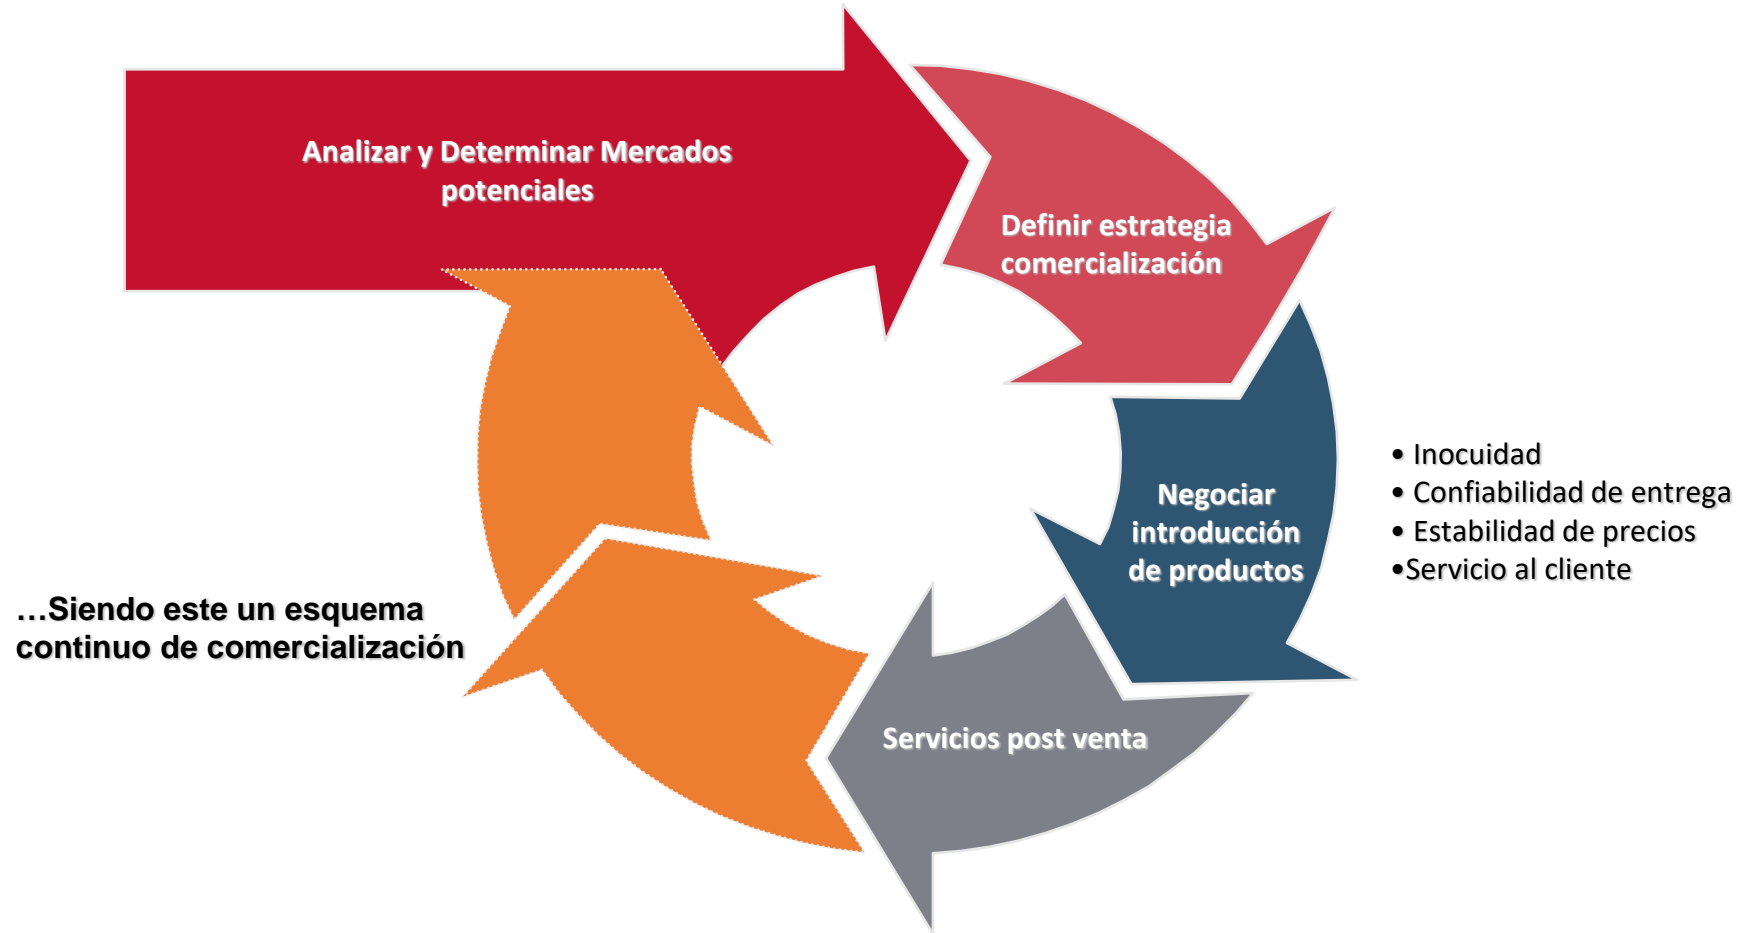 Analizar y Determinar Mercados
potenciales
Definir estrategia
comercialización
Negociar
introducción
de productos
• Inocuidad
• Confiabilidad de entrega
• Estabilidad de precios
•Servicio al cliente
Servicios post venta
...Siendo este un esquema
continuo de comercialización